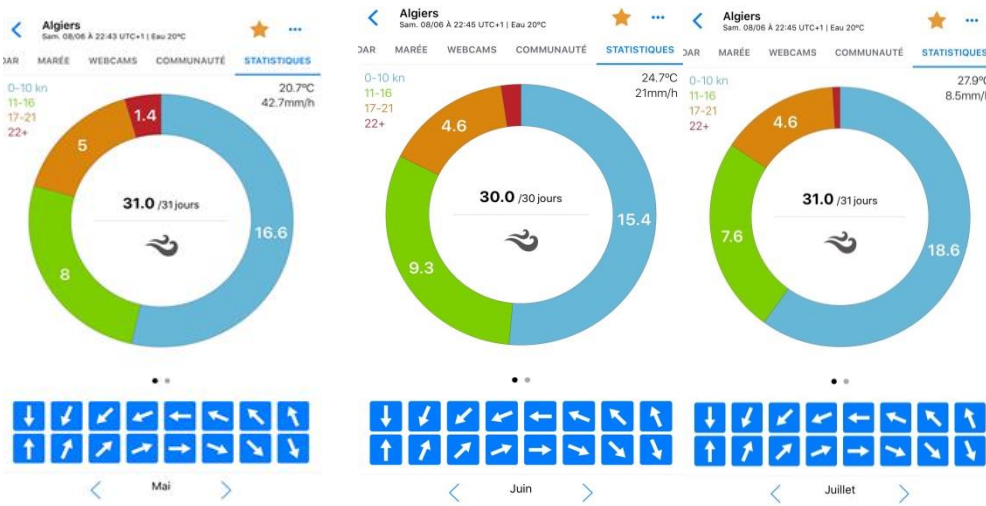 Algiers
Sam. 08/06 À 22:43 UTC+1 | Eau 20ºC
DAR MARÉE WEBCAMS COMMUNAUTÉ STATISTIQUES
0-10 kn
11-16
17-21
22+
20.7ºC
42.7mm/h
1.4
5
8
16.6
31.0 /31 jours
Mai
Algiers
Sam. 08/06 À 22:45 UTC+1 | Eau 20ºC
DAR MARÉE WEBCAMS COMMUNAUTÉ STATISTIQUES
0-10 kn
11-16
17-21
22+
24.7ºC
21mm/h
4.6
9.3
15.4
30.0 /30 jours
Juin
Algiers
Sam. 08/06 À 22:45 UTC+1 | Eau 20ºC
DAR MARÉE WEBCAMS COMMUNAUTÉ STATISTIQUES
0-10 kn
11-16
17-21
22+
27.9ºC
8.5mm/h
4.6
7.6
18.6
31.0 /31 jours
Juillet